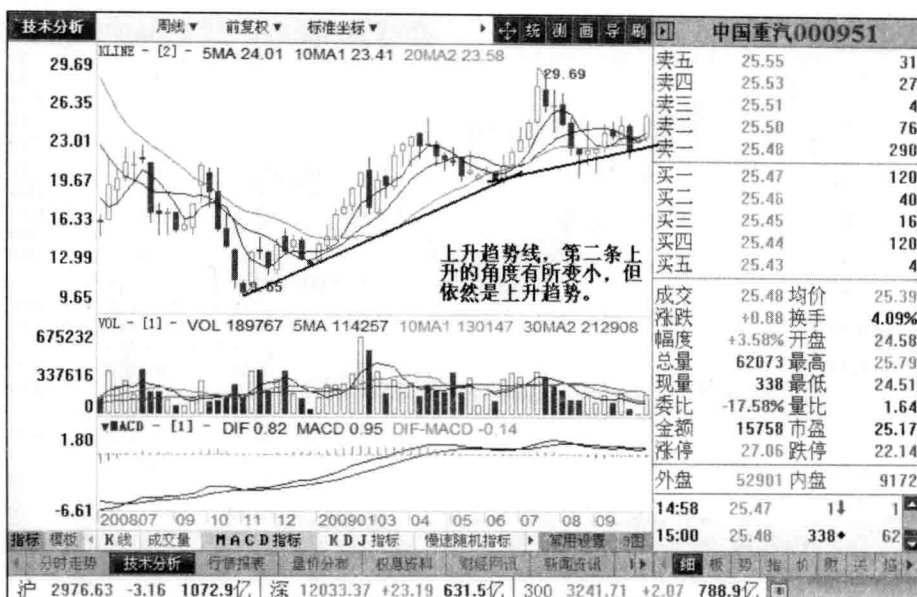 技术分析 周线▼ 前复权▼ 标准坐标▼ 统 测 画 导 刷
KLINE - [2] - 5MA 24.01 10MA1 23.41 20MA2 23.58
29.69
26.35
23.01
19.67
16.33
12.99
9.65
29.69
9.65
上升趋势线，第二条上
升的角度有所变小，但
依然是上升趋势。
VOL - [1] - VOL 189767 5MA 114257 10MA1 130147 30MA2 212908
675232
337616
0
▼MACD - [1] - DIF 0.82 MACD 0.95 DIF-MACD -0.14
1.80
-6.61
200807 09 10 11 12 20090103 04 05 06 07 08 09
指标 模板 K线 成交量 MACD指标 KDJ指标 慢速随机指标 常用设置
分时走势 技术分析 行情报表 量价分布 权息资料 财经网讯 新闻资讯
中国重汽000951
卖五 25.55 31
卖四 25.53 27
卖三 25.51 4
卖二 25.50 76
卖一 25.48 290
买一 25.47 120
买二 25.46 40
买三 25.45 16
买四 25.44 120
买五 25.43 4
成交 25.48 均价 25.39
涨跌 +0.88 换手 4.09%
幅度 +3.58% 开盘 24.58
总量 62073 最高 25.79
现量 338 最低 24.51
委比 -17.58% 量比 1.64
金额 15758 市盈 25.17
涨停 27.06 跌停 22.14
外盘 52901 内盘 9172
14:58 25.47 1 1
15:00 25.48 338 62
细 板 势 指 价
沪 2976.63 -3.16 1072.9亿 深 12033.37 +23.19 631.5亿 300 3241.71 +2.07 788.9亿